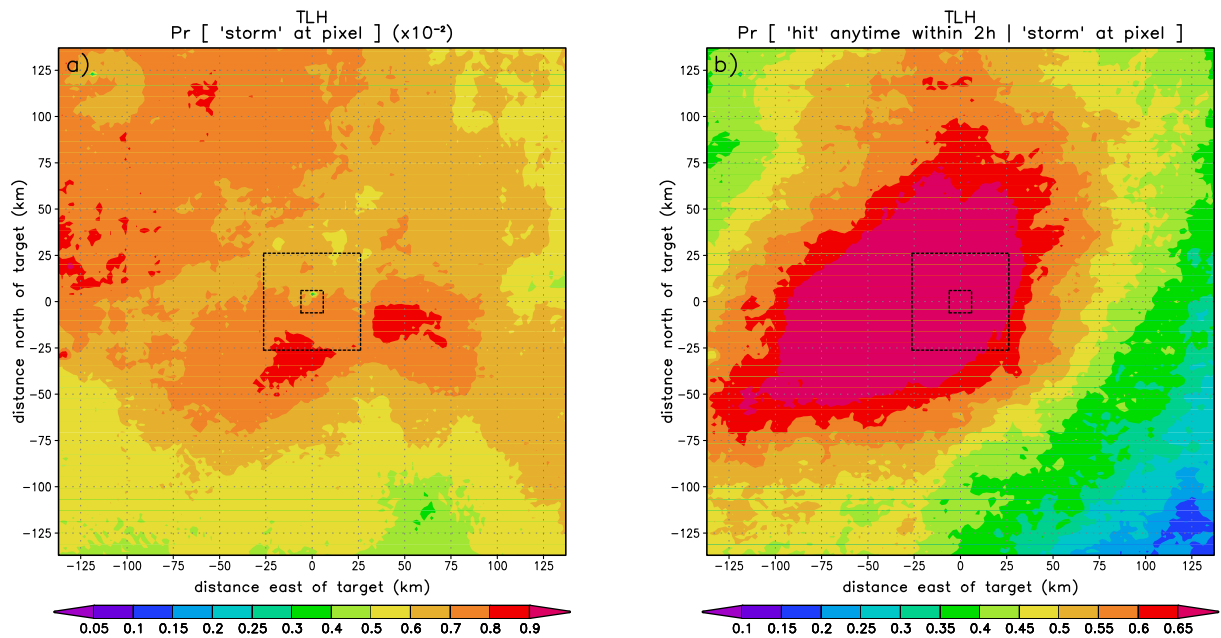 TLH
Pr [ 'storm' at pixel ] (x10⁻²)
a)
125
100
75
50
25
0
−25
−50
−75
−100
−125
distance north of target (km)
−125 −100 −75 −50 −25 0 25 50 75 100 125
distance east of target (km)
0.05 0.1 0.15 0.2 0.25 0.3 0.4 0.5 0.6 0.7 0.8 0.9
TLH
Pr [ 'hit' anytime within 2h | 'storm' at pixel ]
b)
125
100
75
50
25
0
−25
−50
−75
−100
−125
distance north of target (km)
−125 −100 −75 −50 −25 0 25 50 75 100 125
distance east of target (km)
0.1 0.15 0.2 0.25 0.3 0.35 0.4 0.45 0.5 0.55 0.6 0.65